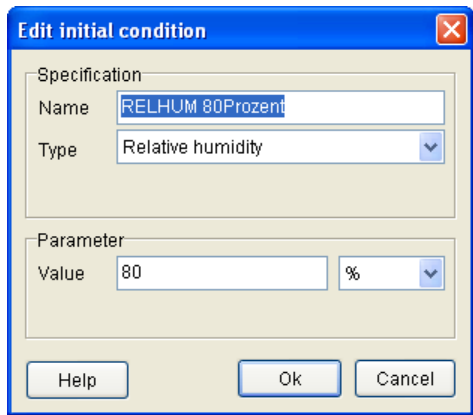 Edit initial condition
Specification
Name RELHUM 80Prozent
Type Relative humidity
Parameter
Value 80 %
Help Ok Cancel